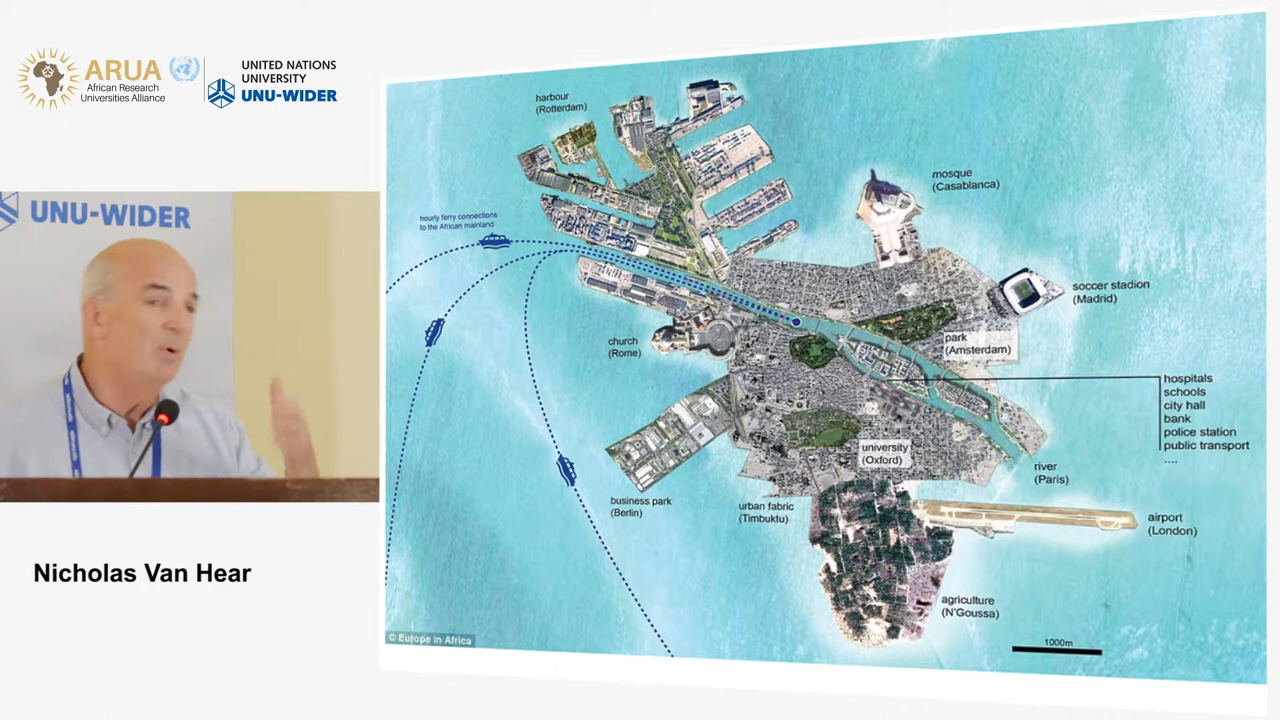 ARUA
African Research
Universities Alliance
UNITED NATIONS
UNIVERSITY
UNU-WIDER
UNU-WIDER
Nicholas Van Hear
harbour
(Rotterdam)
mosque
(Casablanca)
hourly ferry connections
to the African mainland
soccer stadion
(Madrid)
church
(Rome)
park
(Amsterdam)
hospitals
schools
city hall
bank
police station
public transport
....
university
(Oxford)
river
(Paris)
business park
(Berlin)
urban fabric
(Timbuktu)
airport
(London)
agriculture
(N'Goussa)
1000m
© Europe in Africa